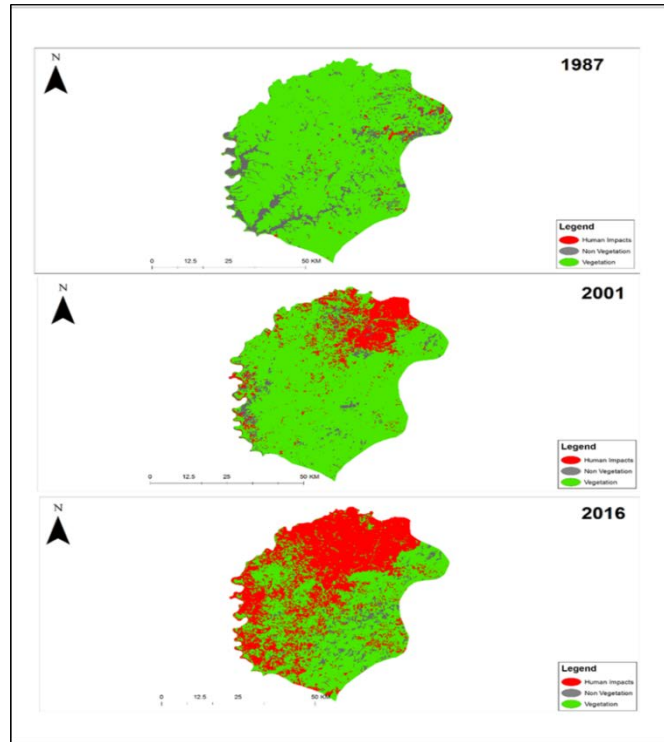 N
1987
Legend
Human Impacts
Non Vegetation
Vegetation
0 12.5 25 50 KM
N
2001
Legend
Human Impacts
Non Vegetation
Vegetation
0 12.5 25 50 KM
N
2016
Legend
Human Impacts
Non Vegetation
Vegetation
0 12.5 25 50 KM